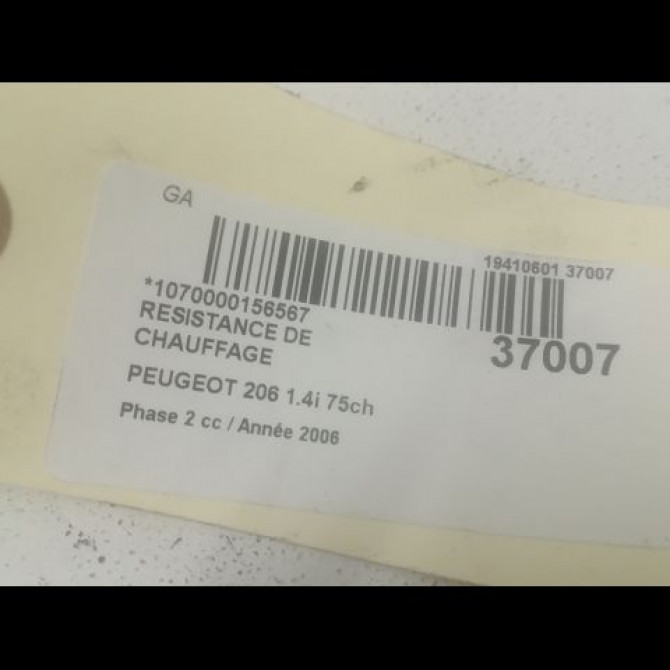 GA
19410601 37007
*1070000156567
RESISTANCE DE
CHAUFFAGE
37007
PEUGEOT 206 1.4i 75ch
Phase 2 cc / Année 2006